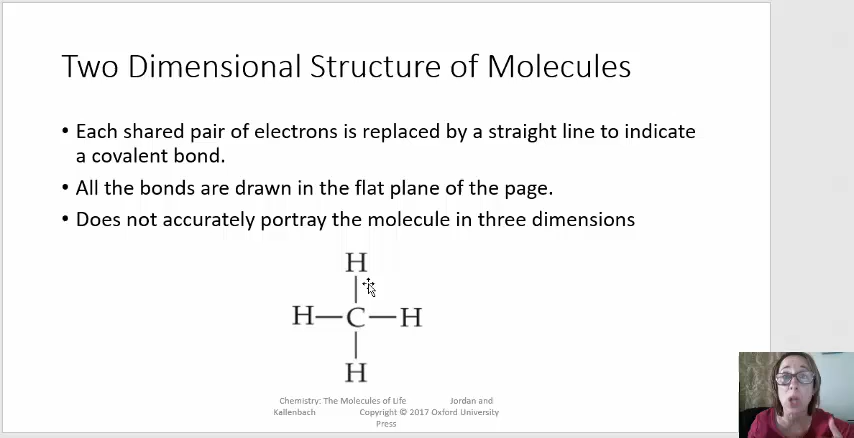 Two Dimensional Structure of Molecules
• Each shared pair of electrons is replaced by a straight line to indicate
a covalent bond.
• All the bonds are drawn in the flat plane of the page.
• Does not accurately portray the molecule in three dimensions
H
H—C—H
H
Chemistry: The Molecules of Life Jordan and
Kallenbach Copyright © 2017 Oxford University
Press